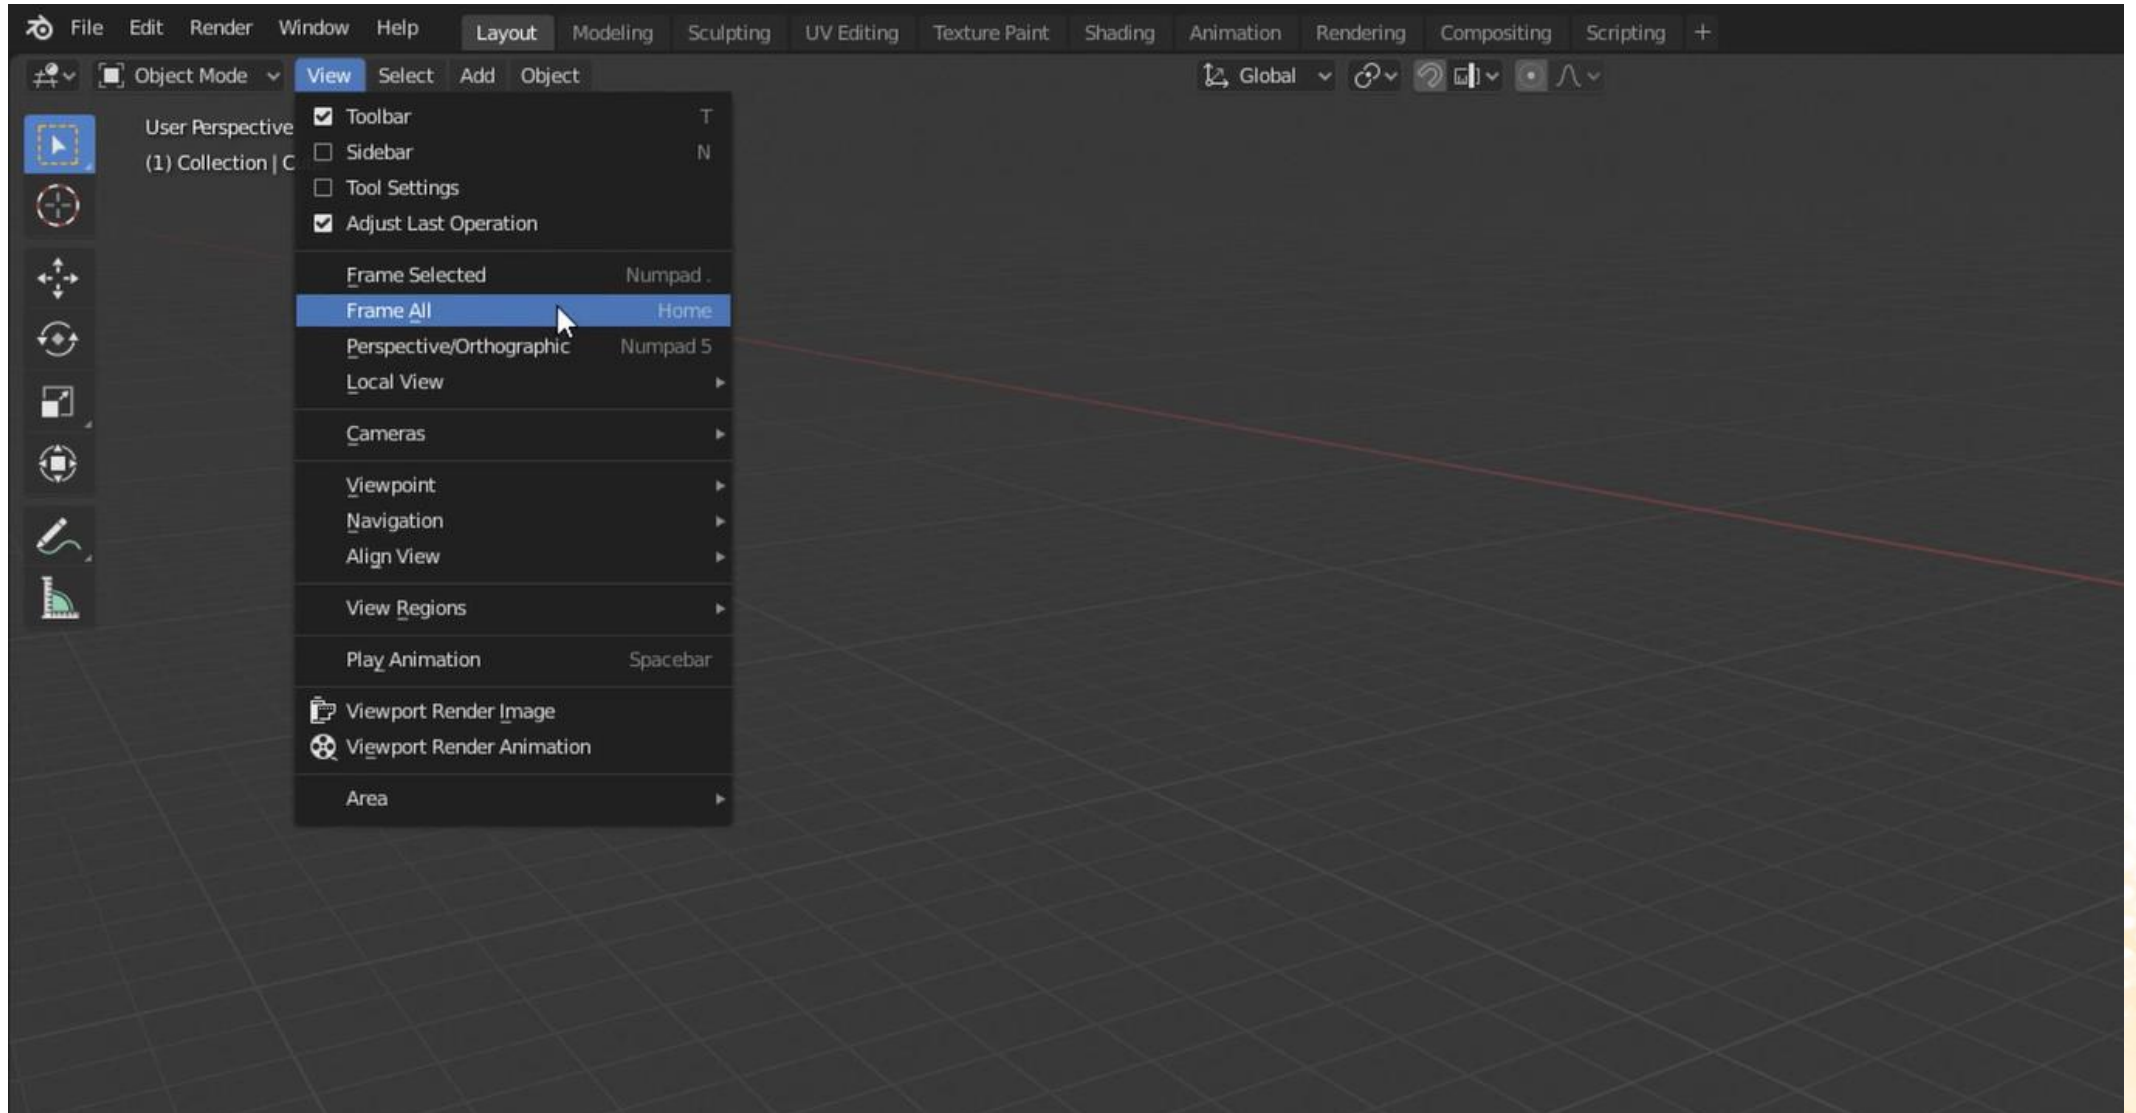 File Edit Render Window Help Layout Modeling Sculpting UV Editing Texture Paint Shading Animation Rendering Compositing Scripting +
Object Mode View Select Add Object Global
User Perspective
(1) Collection | C
Toolbar T
Sidebar N
Tool Settings
Adjust Last Operation
Frame Selected Numpad .
Frame All Home
Perspective/Orthographic Numpad 5
Local View
Cameras
Viewpoint
Navigation
Align View
View Regions
Play Animation Spacebar
Viewport Render Image
Viewport Render Animation
Area